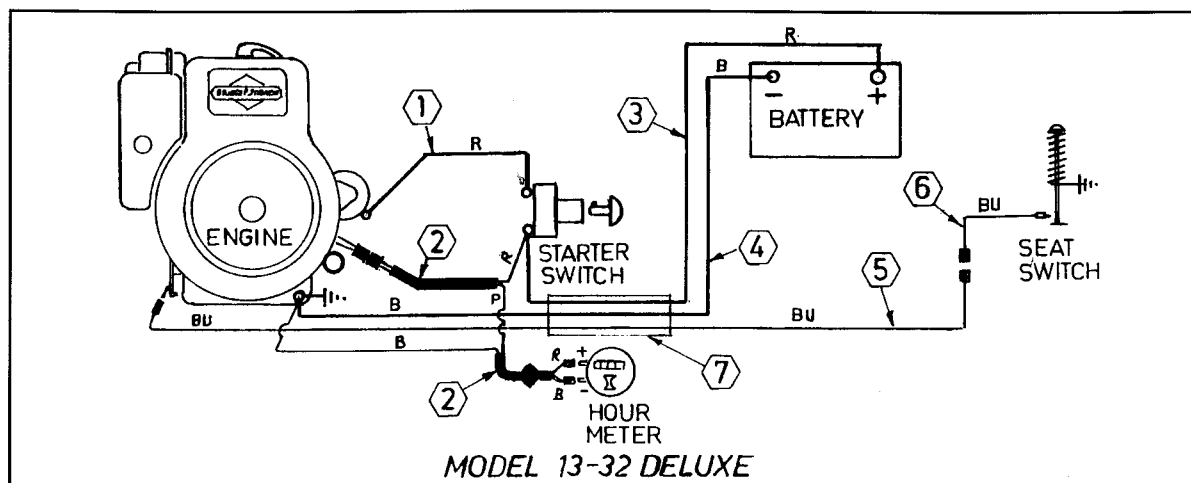 R
B
BATTERY
- +
1
R
3
6
BU
ENGINE
2
R
STARTER
SWITCH
4
SEAT
SWITCH
P
B
5
BU
BU
B
7
R
+
2
B
-
HOUR
METER
MODEL 13-32 DELUXE